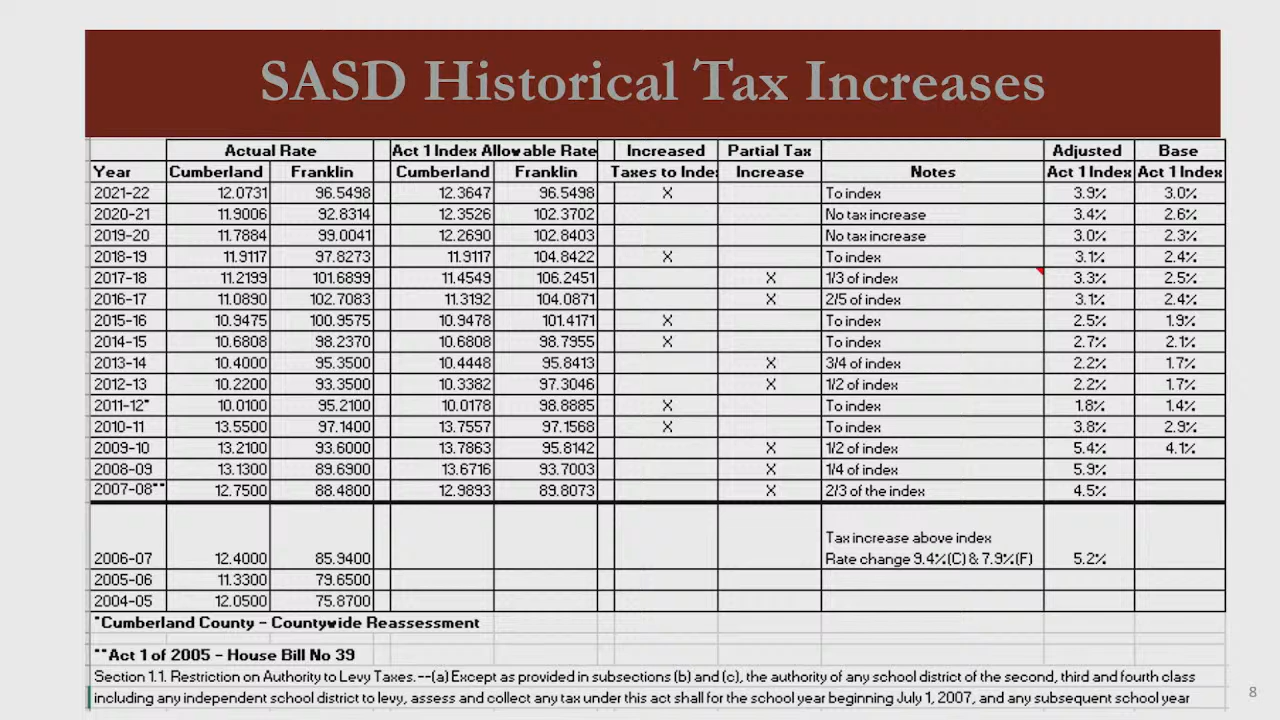 SASD Historical Tax Increases
Actual Rate Act 1 Index Allowable Rate Increased Partial Tax Adjusted Base
Year Cumberland Franklin Cumberland Franklin Taxes to Inde Increase Notes Act 1 Index Act 1 Index
2021-22 12.0731 96.5498 12.3647 96.5498 X To index 3.9% 3.0%
2020-21 11.9006 92.8314 12.3526 102.3702 No tax increase 3.4% 2.6%
2019-20 11.7884 99.0041 12.2690 102.8403 No tax increase 3.0% 2.3%
2018-19 11.9117 97.8273 11.9117 104.8422 X To index 3.1% 2.4%
2017-18 11.2199 101.6899 11.4549 106.2451 X 1/3 of index 3.3% 2.5%
2016-17 11.0890 102.7083 11.3192 104.0871 X 2/5 of index 3.1% 2.4%
2015-16 10.9475 100.9575 10.9478 101.4171 X To index 2.5% 1.9%
2014-15 10.6808 98.2370 10.6808 98.7955 X To index 2.7% 2.1%
2013-14 10.4000 95.3500 10.4448 95.8413 X 3/4 of index 2.2% 1.7%
2012-13 10.2200 93.3500 10.3382 97.3046 X 1/2 of index 2.2% 1.7%
2011-12* 10.0100 95.2100 10.0178 98.8885 X To index 1.8% 1.4%
2010-11 13.5500 97.1400 13.7557 97.1568 X To index 3.8% 2.9%
2009-10 13.2100 93.6000 13.7863 95.8142 X 1/2 of index 5.4% 4.1%
2008-09 13.1300 89.6900 13.6716 93.7003 X 1/4 of index 5.9%
2007-08** 12.7500 88.4800 12.9893 89.8073 X 2/3 of the index 4.5%
Tax increase above index
2006-07 12.4000 85.9400 Rate change 9.4%(C) & 7.9%(F) 5.2%
2005-06 11.3300 79.6500
2004-05 12.0500 75.8700
*Cumberland County - Countywide Reassessment
**Act 1 of 2005 - House Bill No 39
Section 1.1. Restriction on Authority to Levy Taxes.--(a) Except as provided in subsections (b) and (c), the authority of any school district of the second, third and fourth class
including any independent school district to levy, assess and collect any tax under this act shall for the school year beginning July 1, 2007, and any subsequent school year
8